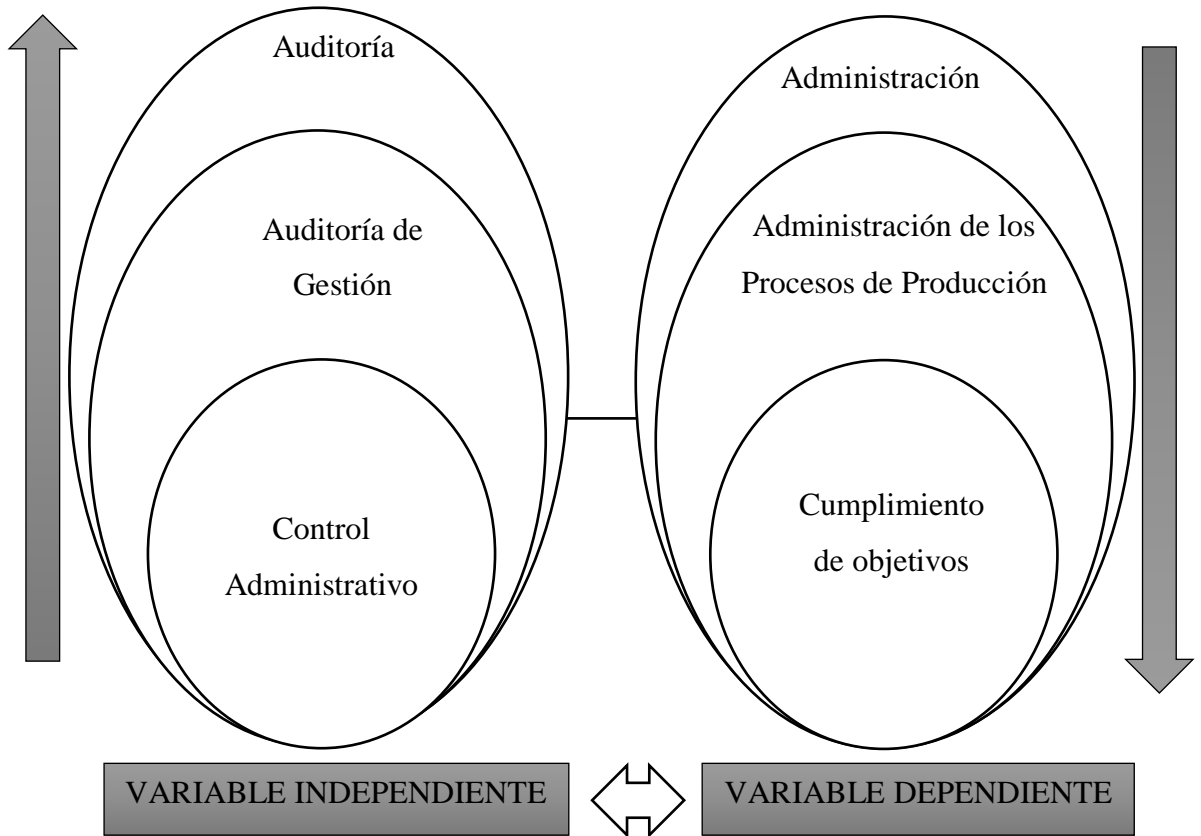 Auditoría
Auditoría de
Gestión
Control
Administrativo
Administración
Administración de los
Procesos de Producción
Cumplimiento
de objetivos
VARIABLE INDEPENDIENTE
VARIABLE DEPENDIENTE